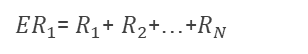 ER₁= R₁+ R₂+...+R_N